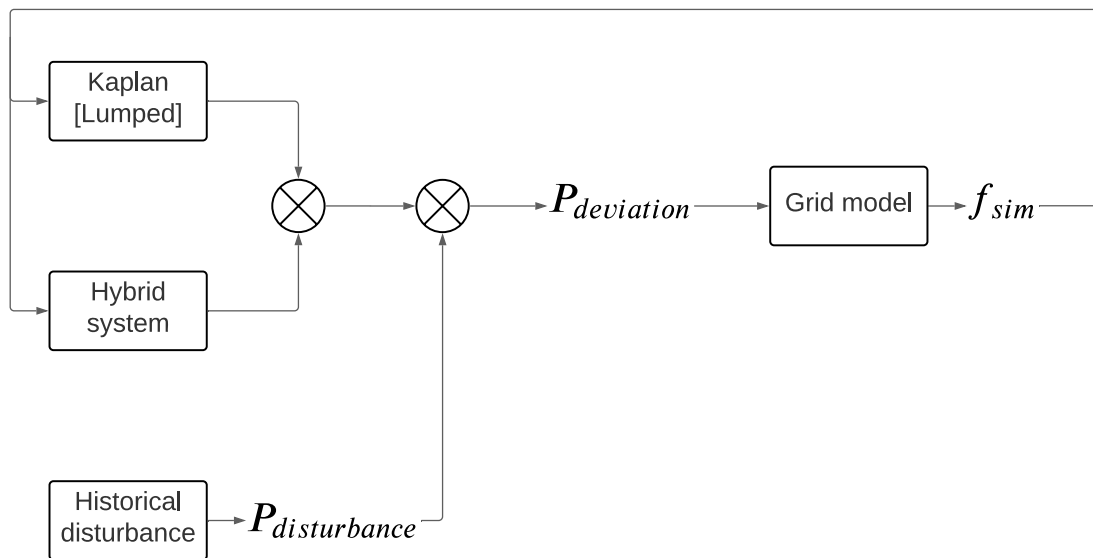 Kaplan
[Lumped]
P_deviation
Grid model
f_sim
Hybrid
system
Historical
disturbance
P_disturbance